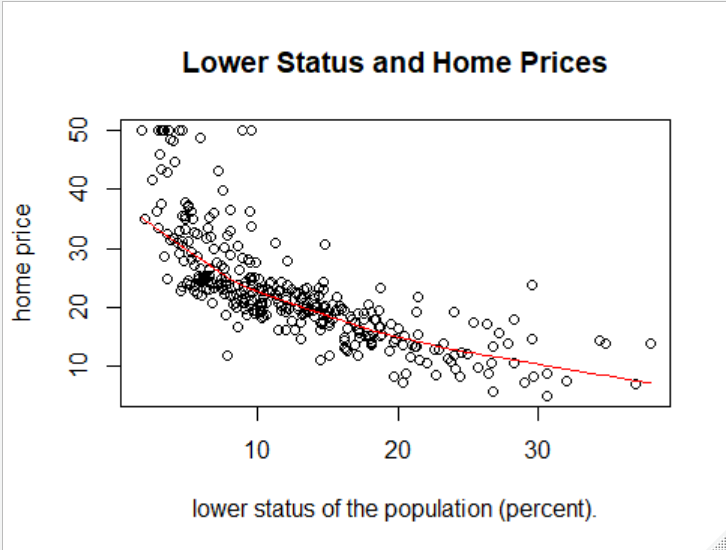 Lower Status and Home Prices
home price
50
40
30
20
10
10 20 30
lower status of the population (percent).